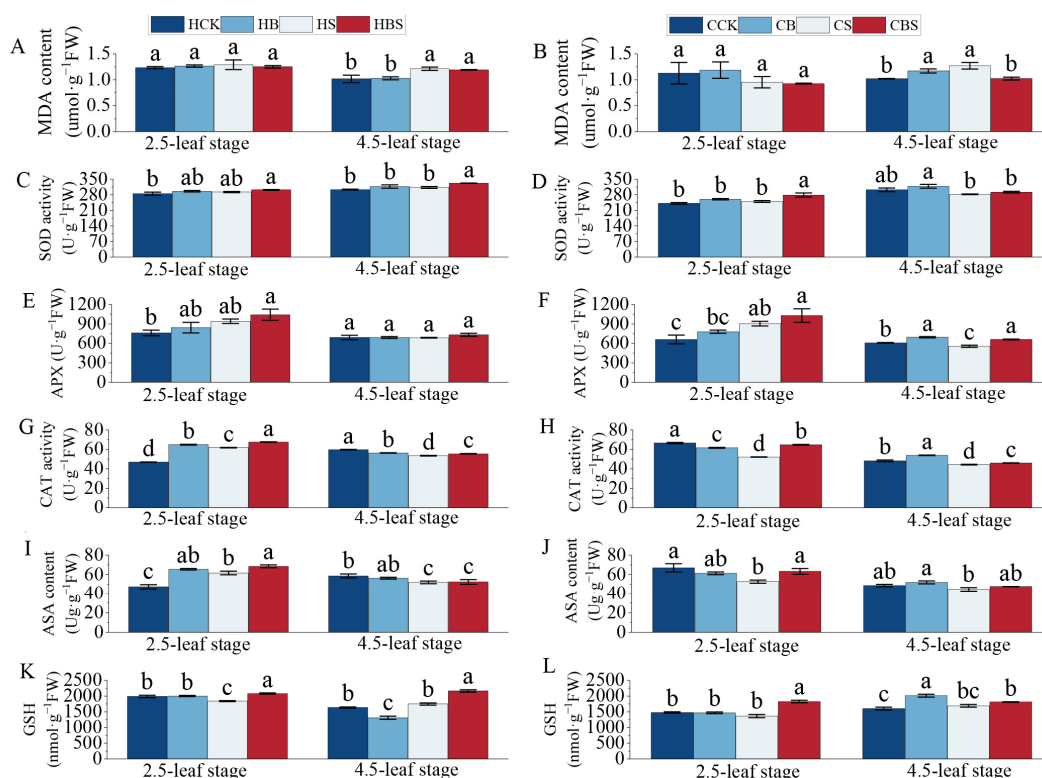 HCK HB HS HBS
CCK CB CS CBS
A
MDA content
(umol·g⁻¹FW)
1.5
1.0
0.5
0.0
a a a a b b a a
2.5-leaf stage 4.5-leaf stage
B
MDA content
(umol·g⁻¹FW)
1.5
1.0
0.5
0.0
a a a a b a a b
2.5-leaf stage 4.5-leaf stage
C
SOD activity
(U·g⁻¹FW)
350
280
210
140
70
0
b ab ab a b a b a
2.5-leaf stage 4.5-leaf stage
D
SOD activity
(U·g⁻¹FW)
350
280
210
140
70
0
b b b a ab a b b
2.5-leaf stage 4.5-leaf stage
E
APX (U·g⁻¹FW)
1200
900
600
300
0
b ab ab a a a a a
2.5-leaf stage 4.5-leaf stage
F
APX (U·g⁻¹FW)
1200
900
600
300
0
c bc ab a b a c a
2.5-leaf stage 4.5-leaf stage
G
CAT activity
(U·g⁻¹FW)
80
60
40
20
0
d b c a a b d c
2.5-leaf stage 4.5-leaf stage
H
CAT activity
(U·g⁻¹FW)
80
60
40
20
0
a c d b b a d c
2.5-leaf stage 4.5-leaf stage
I
ASA content
(Ug·g⁻¹FW)
80
60
40
20
0
c ab b a b ab c c
2.5-leaf stage 4.5-leaf stage
J
ASA content
(Ug g⁻¹FW)
80
60
40
20
0
a ab b a ab a b ab
2.5-leaf stage 4.5-leaf stage
K
GSH
(nmol·g⁻¹FW)
2500
2000
1500
1000
500
0
b b c a b c b a
2.5-leaf stage 4.5-leaf stage
L
GSH
(nmol·g⁻¹FW)
2500
2000
1500
1000
500
0
b b b a c a bc b
2.5-leaf stage 4.5-leaf stage